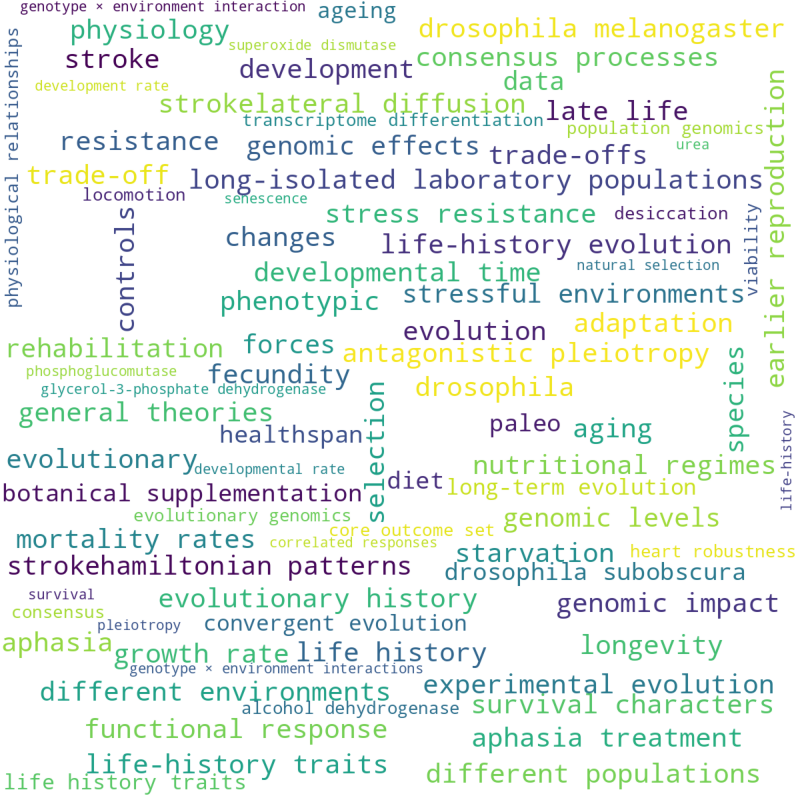 genotype × environment interaction
ageing
physiology
drosophila melanogaster
superoxide dismutase
stroke
consensus processes
development
data
development rate
physiological relationships
strokelateral diffusion
late life
transcriptome differentiation
population genomics
resistance
genomic effects
trade-offs
urea
earlier reproduction
trade-off
long-isolated laboratory populations
locomotion
senescence
stress resistance
desiccation
controls
changes
life-history evolution
viability
developmental time
natural selection
phenotypic
stressful environments
evolution
adaptation
rehabilitation
forces
antagonistic pleiotropy
phosphoglucomutase
fecundity
glycerol-3-phosphate dehydrogenase
drosophila
species
general theories
selection
paleo
aging
healthspan
life-history
evolutionary
developmental rate
nutritional regimes
diet
long-term evolution
botanical supplementation
evolutionary genomics
genomic levels
core outcome set
mortality rates
correlated responses
starvation
heart robustness
strokehamiltonian patterns
drosophila subobscura
survival
evolutionary history
genomic impact
consensus
pleiotropy
convergent evolution
aphasia
growth rate
life history
longevity
genotype × environment interactions
different environments
experimental evolution
alcohol dehydrogenase
survival characters
functional response
aphasia treatment
life-history traits
different populations
life history traits